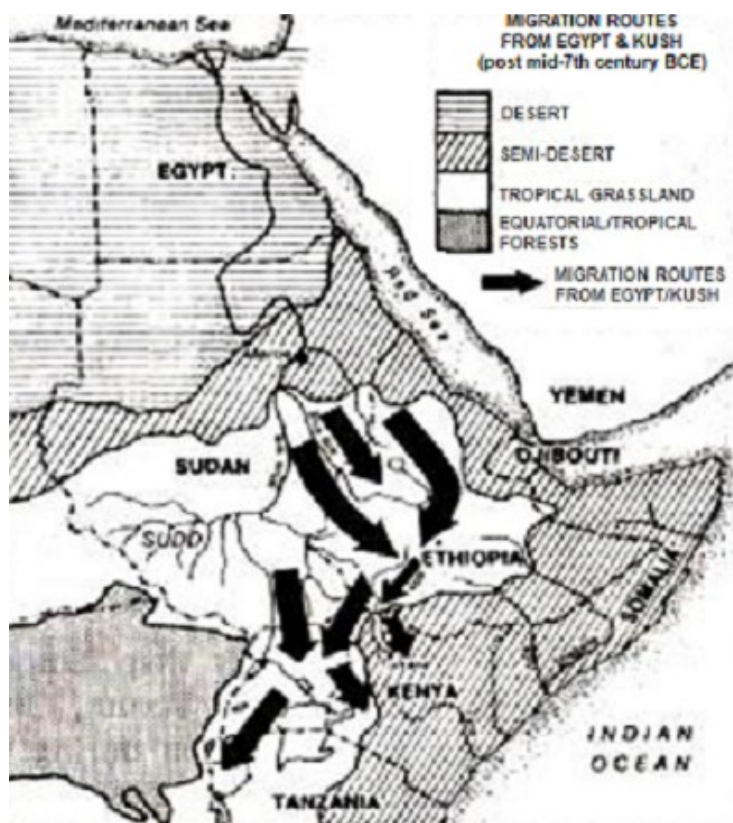 Mediterranean Sea
MIGRATION ROUTES
FROM EGYPT & KUSH
(post mid-7th century BCE)
DESERT
SEMI-DESERT
TROPICAL GRASSLAND
EQUATORIAL/TROPICAL
FORESTS
MIGRATION ROUTES
FROM EGYPT/KUSH
EGYPT
Red Sea
YEMEN
DJIBOUTI
SUDAN
SUDD
ETHIOPIA
SOMALIA
KENYA
INDIAN
OCEAN
TANZANIA